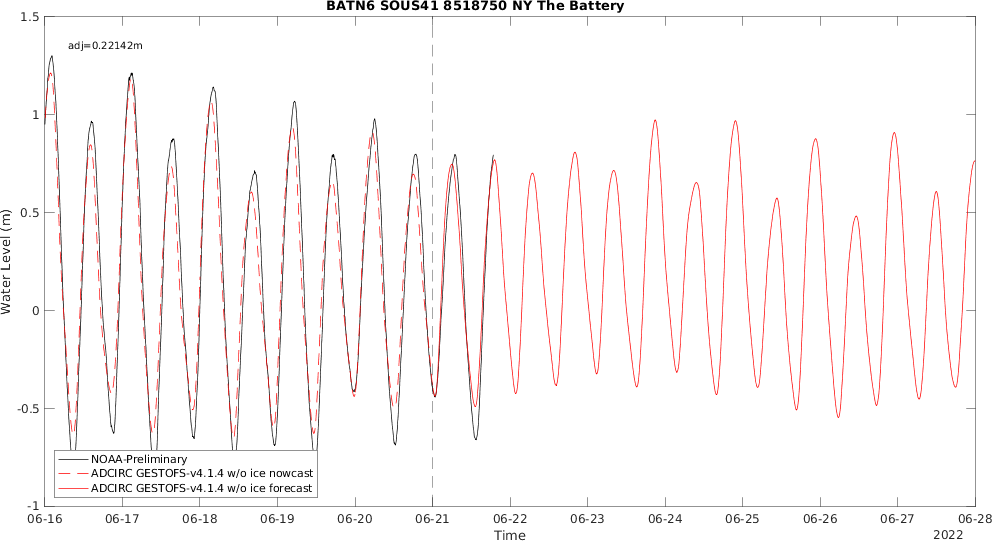 BATN6 SOUS41 8518750 NY The Battery
adj=0.22142m
1.5
1
0.5
0
-0.5
-1
Water Level (m)
NOAA-Preliminary
ADCIRC GESTOFS-v4.1.4 w/o ice nowcast
ADCIRC GESTOFS-v4.1.4 w/o ice forecast
06-16 06-17 06-18 06-19 06-20 06-21 06-22 06-23 06-24 06-25 06-26 06-27 06-28
Time
2022